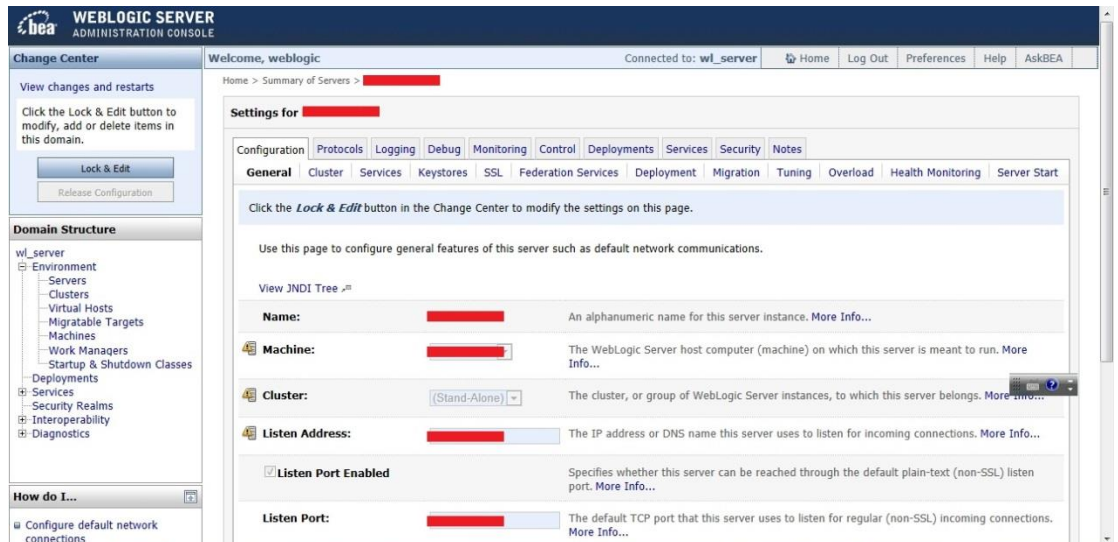 bea
WEBLOGIC SERVER
ADMINISTRATION CONSOLE
Change Center
View changes and restarts
Click the Lock & Edit button to
modify, add or delete items in
this domain.
Lock & Edit
Release Configuration
Domain Structure
wl_server
Environment
Servers
Clusters
Virtual Hosts
Migratable Targets
Machines
Work Managers
Startup & Shutdown Classes
Deployments
Services
Security Realms
Interoperability
Diagnostics
How do I...
Configure default network
connections
Welcome, weblogic
Connected to: wl_server
Home
Log Out
Preferences
Help
AskBEA
Home > Summary of Servers >
Settings for
Configuration Protocols Logging Debug Monitoring Control Deployments Services Security Notes
General Cluster Services Keystores SSL Federation Services Deployment Migration Tuning Overload Health Monitoring Server Start
Click the Lock & Edit button in the Change Center to modify the settings on this page.
Use this page to configure general features of this server such as default network communications.
View JNDI Tree
Name: An alphanumeric name for this server instance. More Info...
Machine: The WebLogic Server host computer (machine) on which this server is meant to run. More
Info...
Cluster: (Stand-Alone) The cluster, or group of WebLogic Server instances, to which this server belongs. More Info...
Listen Address: The IP address or DNS name this server uses to listen for incoming connections. More Info...
Listen Port Enabled Specifies whether this server can be reached through the default plain-text (non-SSL) listen
port. More Info...
Listen Port: The default TCP port that this server uses to listen for regular (non-SSL) incoming connections.
More Info...